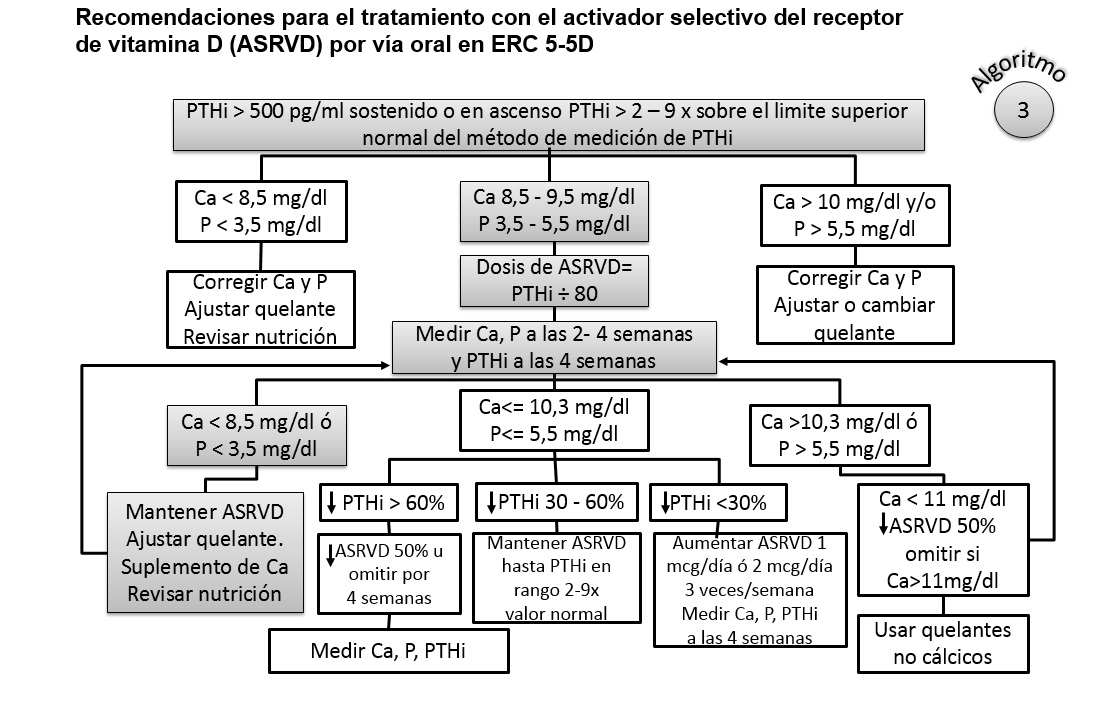 Recomendaciones para el tratamiento con el activador selectivo del receptor
de vitamina D (ASRVD) por vía oral en ERC 5-5D
Algoritmo
3
PTHi > 500 pg/ml sostenido o en ascenso PTHi > 2 – 9 x sobre el limite superior
normal del método de medición de PTHi
Ca < 8,5 mg/dl
P < 3,5 mg/dl
Ca 8,5 - 9,5 mg/dl
P 3,5 - 5,5 mg/dl
Ca > 10 mg/dl y/o
P > 5,5 mg/dl
Corregir Ca y P
Ajustar quelante
Revisar nutrición
Dosis de ASRVD=
PTHi ÷ 80
Corregir Ca y P
Ajustar o cambiar
quelante
Medir Ca, P a las 2- 4 semanas
y PTHi a las 4 semanas
Ca < 8,5 mg/dl ó
P < 3,5 mg/dl
Ca<= 10,3 mg/dl
P<= 5,5 mg/dl
Ca >10,3 mg/dl ó
P > 5,5 mg/dl
Mantener ASRVD
Ajustar quelante.
Suplemento de Ca
Revisar nutrición
↓ PTHi > 60%
↓PTHi 30 - 60%
↓PTHi <30%
Ca < 11 mg/dl
↓ASRVD 50%
omitir si
Ca>11mg/dl
↓ASRVD 50% u
omitir por
4 semanas
Mantener ASRVD
hasta PTHi en
rango 2-9x
valor normal
Aumentar ASRVD 1
mcg/día ó 2 mcg/día
3 veces/semana
Medir Ca, P, PTHi
a las 4 semanas
Medir Ca, P, PTHi
Usar quelantes
no cálcicos